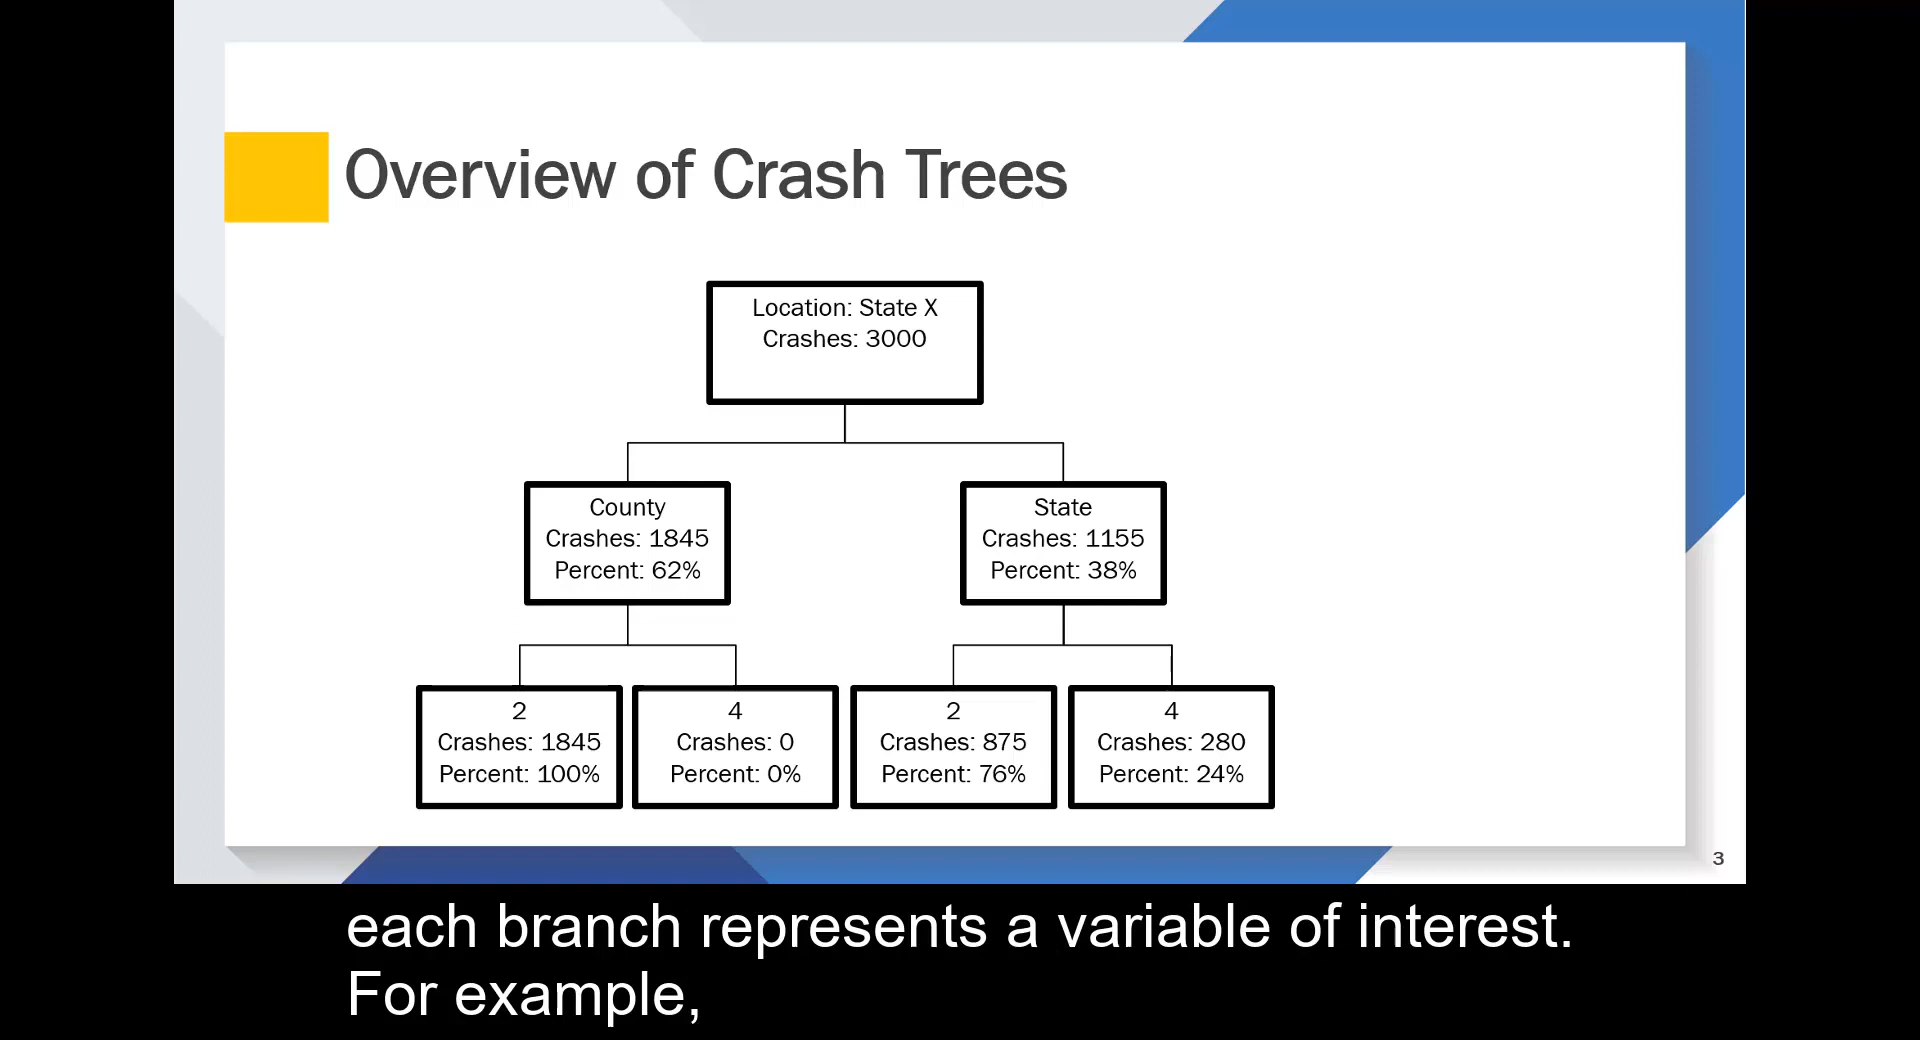 Overview of Crash Trees
Location: State X
Crashes: 3000
County
Crashes: 1845
Percent: 62%
State
Crashes: 1155
Percent: 38%
2
Crashes: 1845
Percent: 100%
4
Crashes: 0
Percent: 0%
2
Crashes: 875
Percent: 76%
4
Crashes: 280
Percent: 24%
3
each branch represents a variable of interest.
For example,